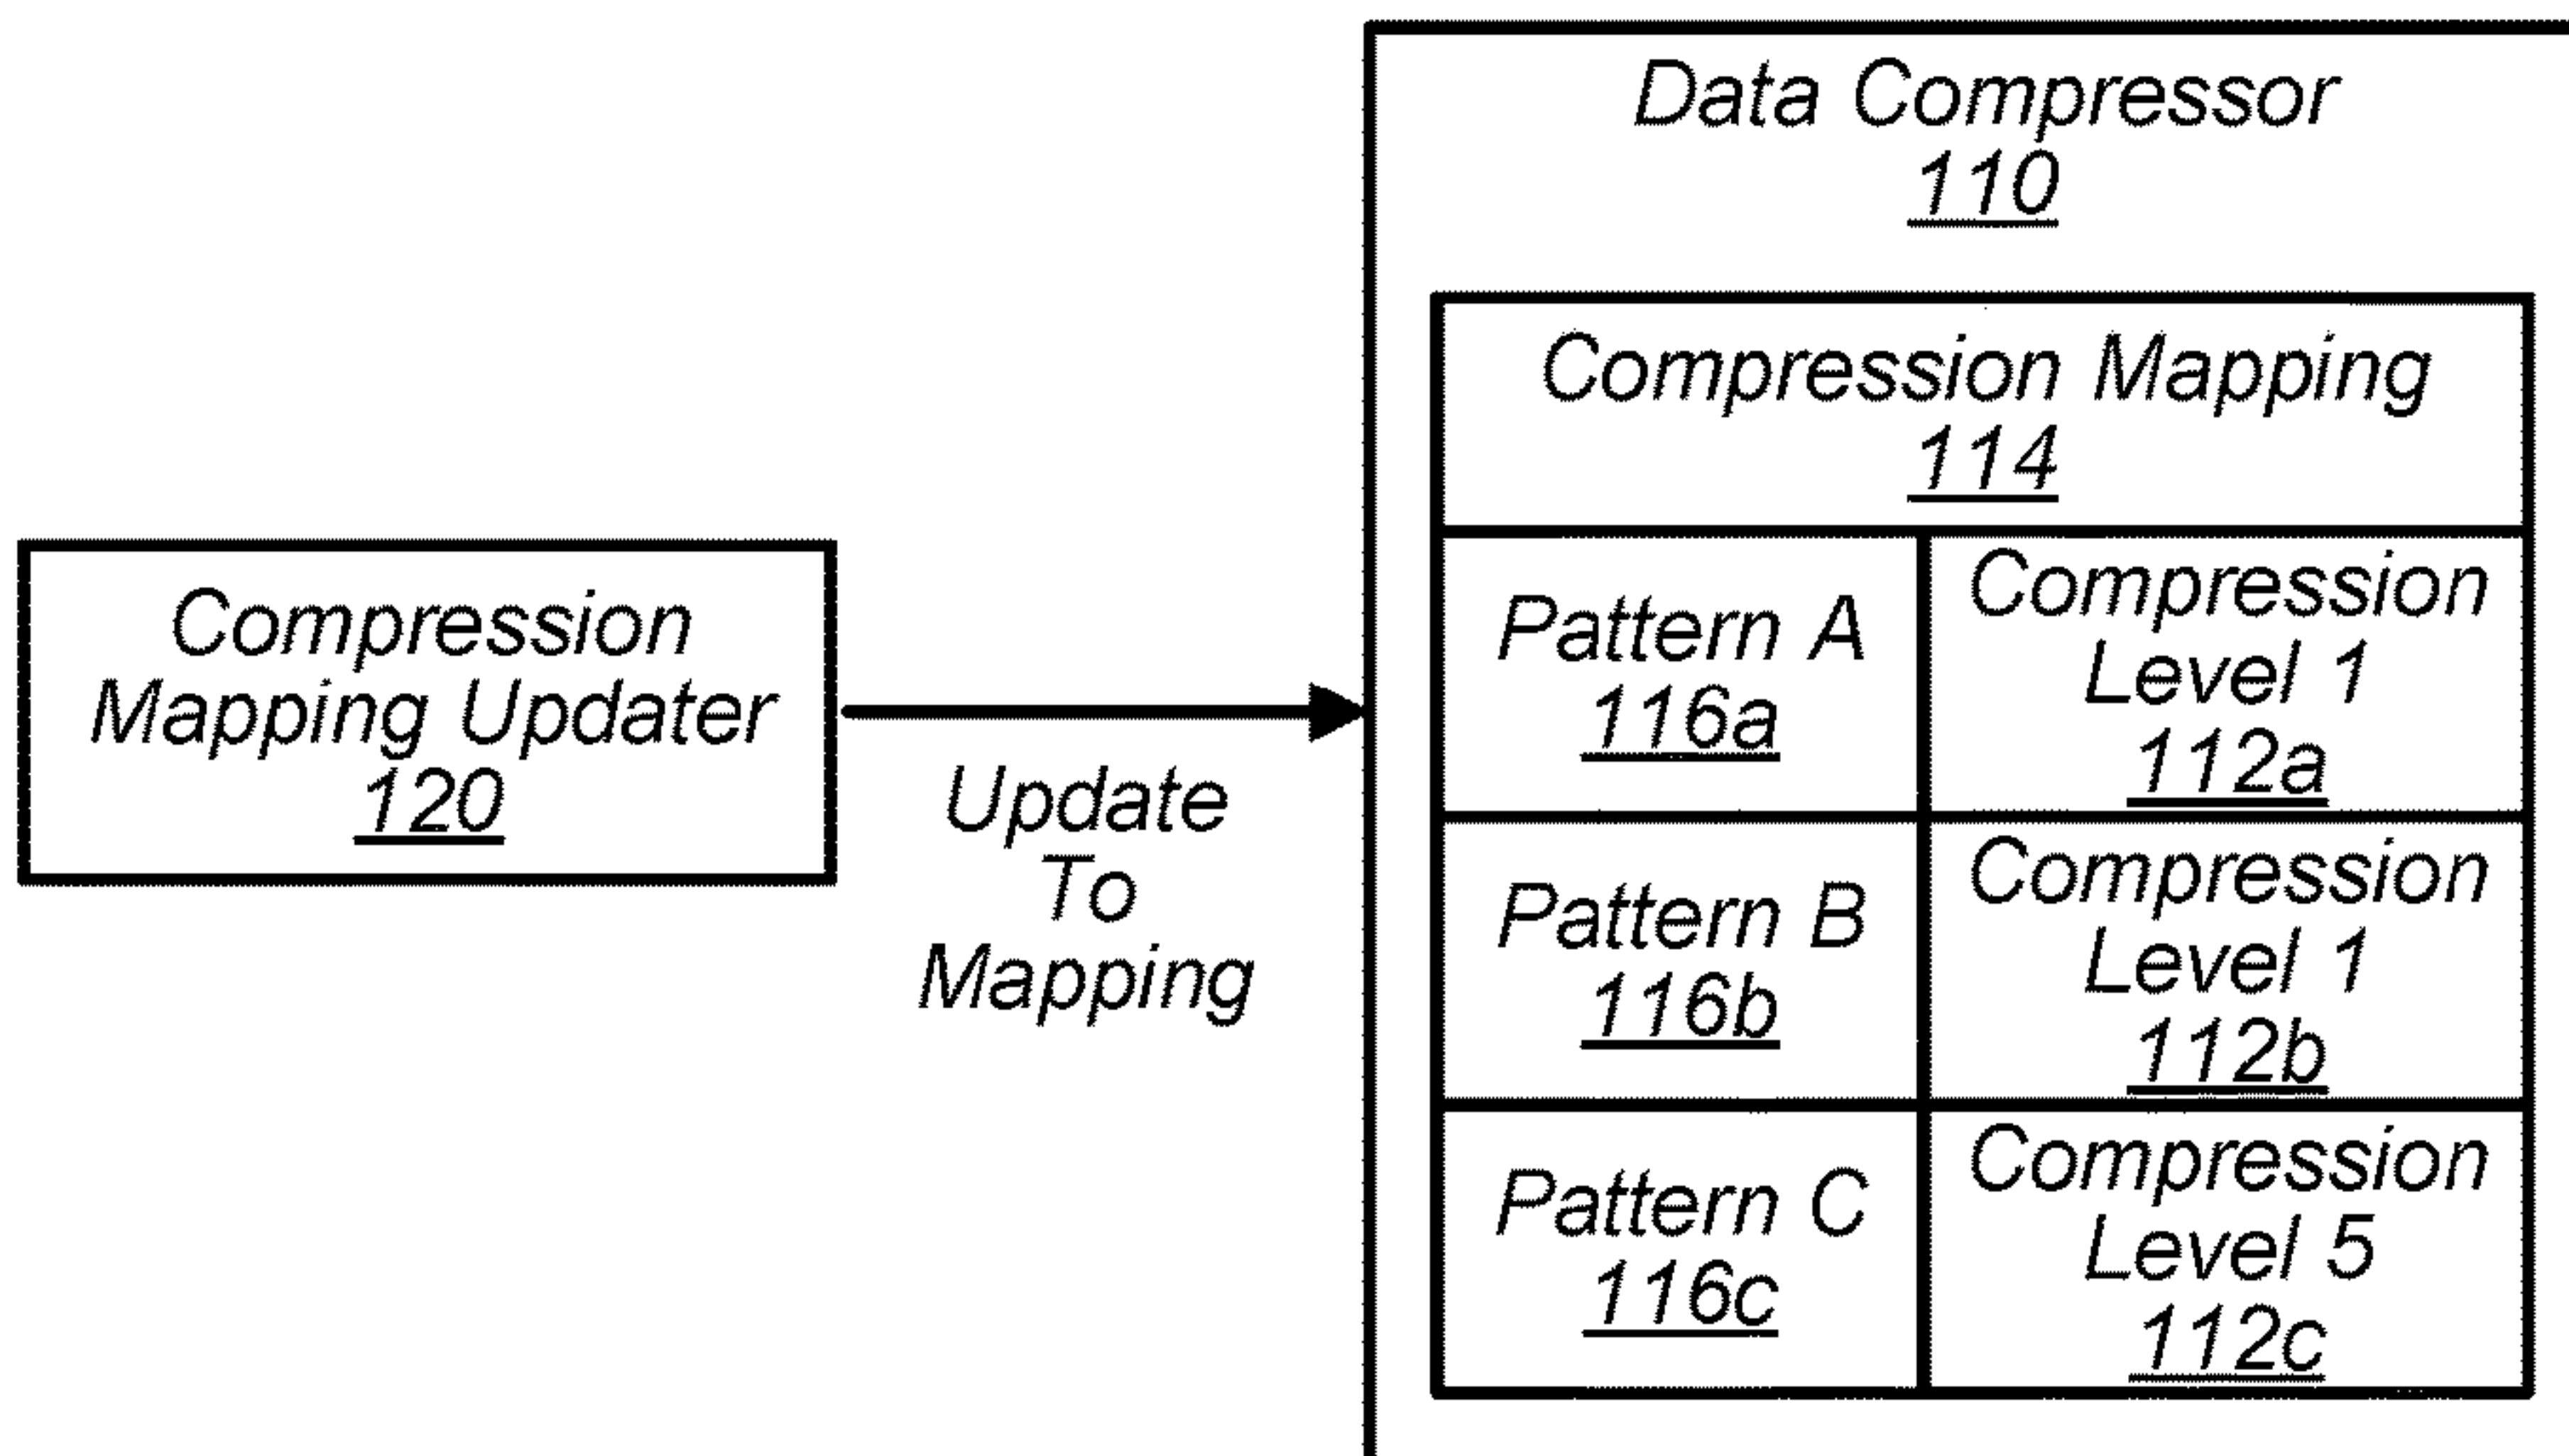 Data Compressor
110
Compression Mapping
114
Compression
Mapping Updater
120
Update
To
Mapping
Pattern A
116a
Compression
Level 1
112a
Pattern B
116b
Compression
Level 1
112b
Pattern C
116c
Compression
Level 5
112c